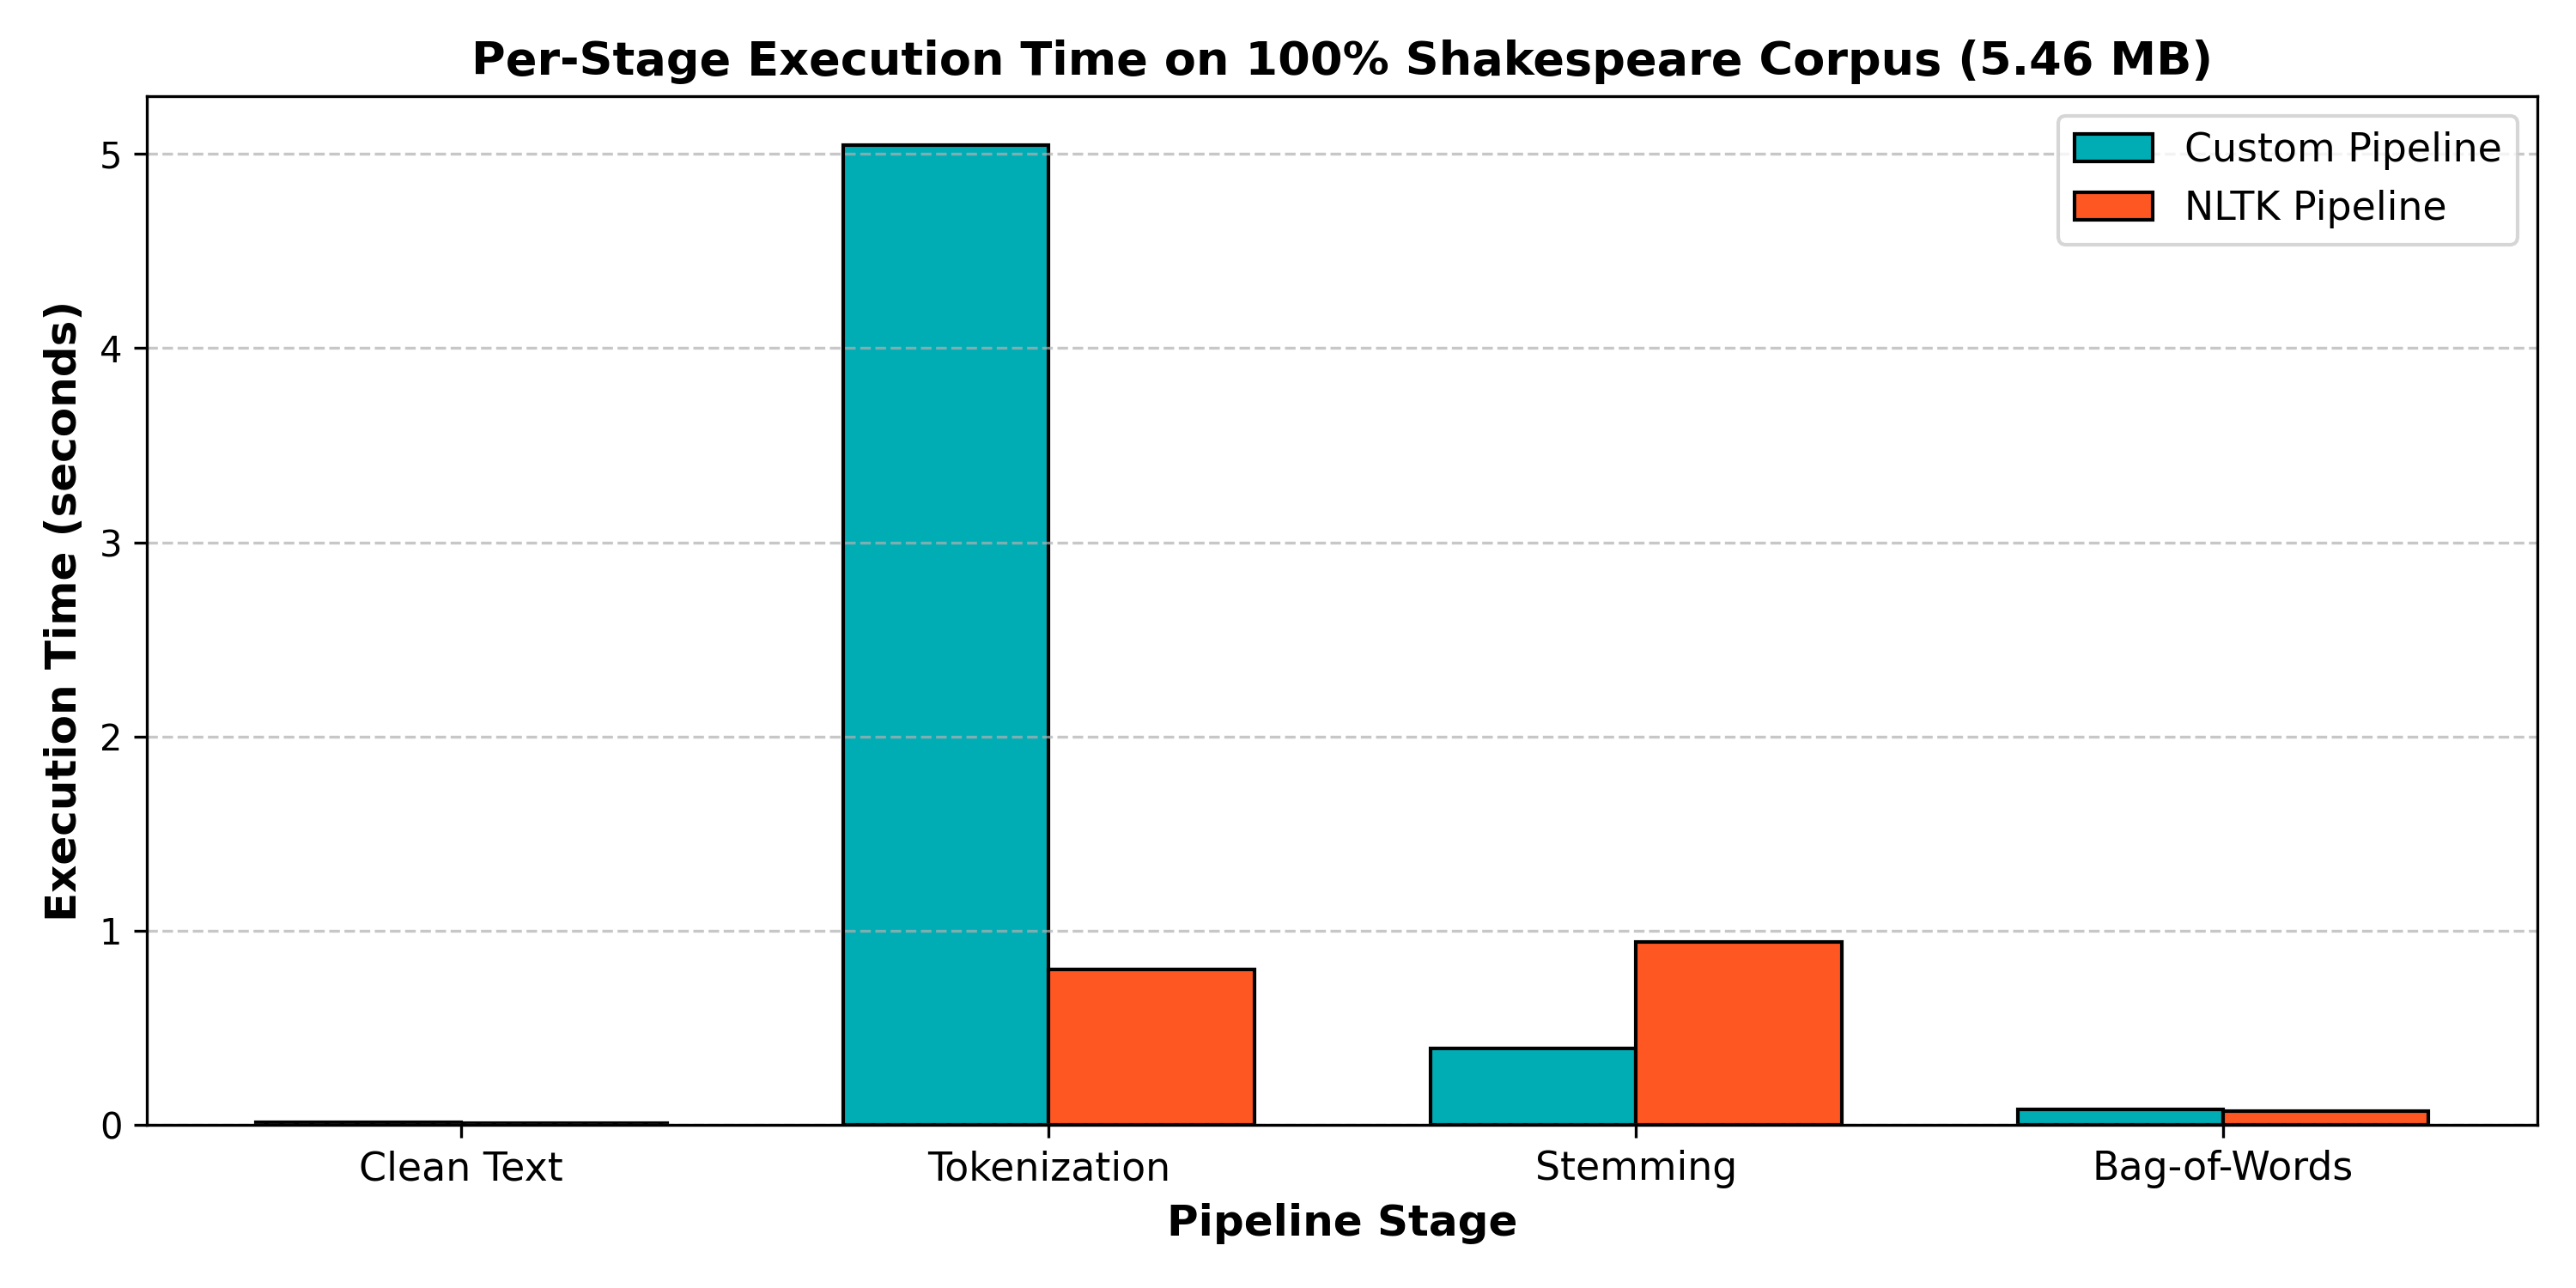 Per-Stage Execution Time on 100% Shakespeare Corpus (5.46 MB)
Custom Pipeline
NLTK Pipeline
Execution Time (seconds)
5
4
3
2
1
0
Clean Text Tokenization Stemming Bag-of-Words
Pipeline Stage